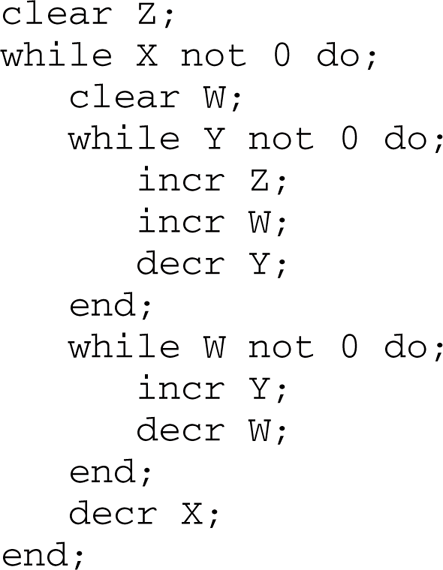 clear Z;
while X not 0 do;
   clear W;
   while Y not 0 do;
      incr Z;
      incr W;
      decr Y;
   end;
   while W not 0 do;
      incr Y;
      decr W;
   end;
   decr X;
end;